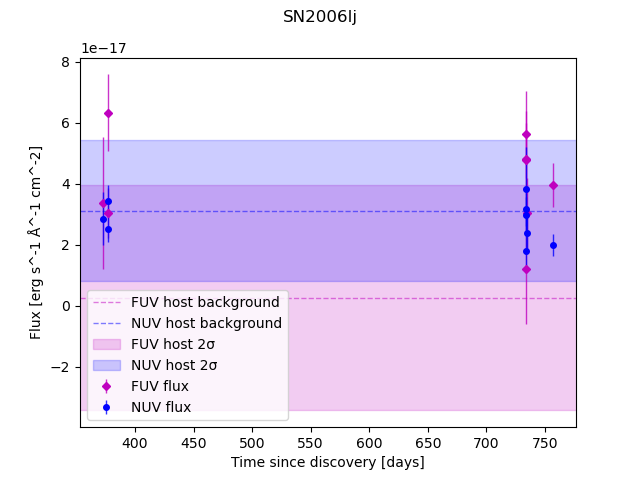 SN2006lj
1e−17
8
6
4
2
0
−2
Flux [erg s^-1 Å^-1 cm^-2]
FUV host background
NUV host background
FUV host 2σ
NUV host 2σ
FUV flux
NUV flux
400 450 500 550 600 650 700 750
Time since discovery [days]